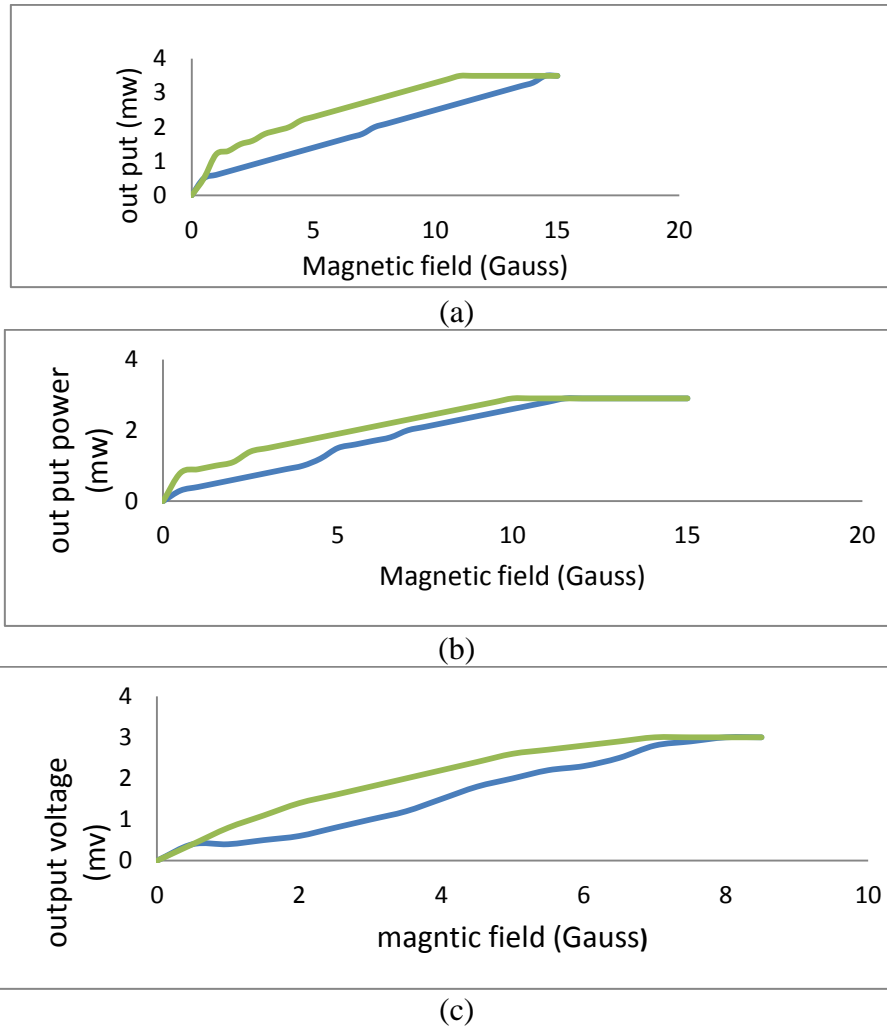 out put (mw)
4
3
2
1
0
0 5 10 15 20
Magnetic field (Gauss)
(a)
out put power
(mw)
4
2
0
0 5 10 15 20
Magnetic field (Gauss)
(b)
output voltage
(mv)
4
3
2
1
0
0 2 4 6 8 10
magntic field (Gauss)
(c)